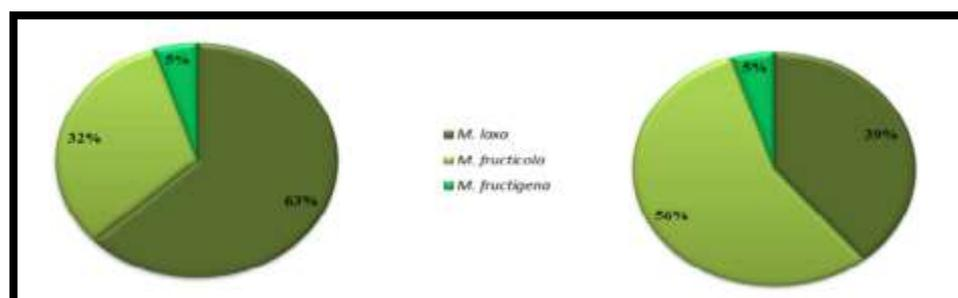 5%
32%
63%
M. laxa
M. fructicola
M. fructigena
5%
39%
56%